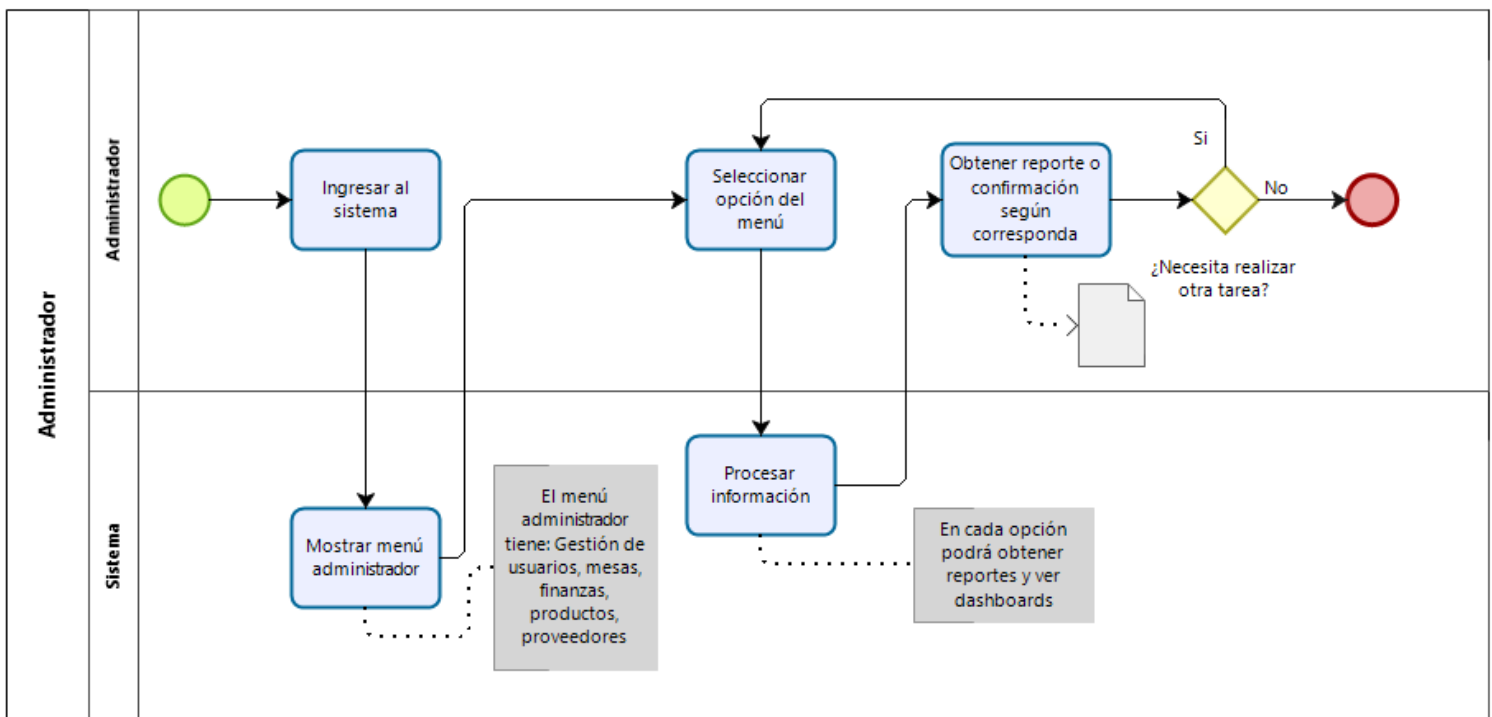 Administrador
Administrador
Ingresar al
sistema
Seleccionar
opción del
menú
Obtener reporte o
confirmación
según
corresponda
Si
No
¿Necesita realizar
otra tarea?
Sistema
Mostrar menú
administrador
El menú
administrador
tiene: Gestión de
usuarios, mesas,
finanzas,
productos,
proveedores
Procesar
información
En cada opción
podrá obtener
reportes y ver
dashboards